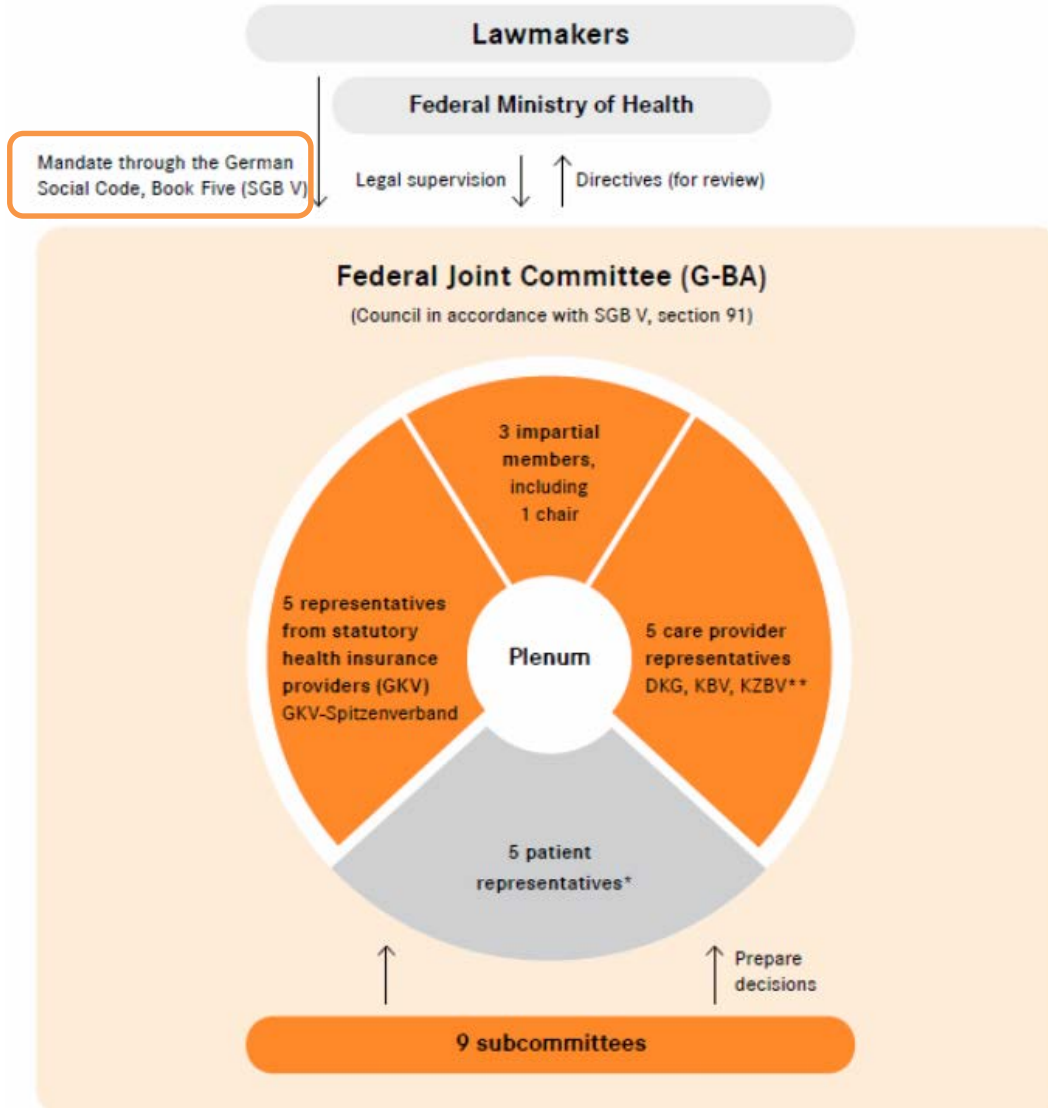 Lawmakers
Federal Ministry of Health
Mandate through the German
Social Code, Book Five (SGB V)
Legal supervision
Directives (for review)
Federal Joint Committee (G-BA)
(Council in accordance with SGB V, section 91)
3 impartial
members,
including
1 chair
5 representatives
from statutory
health insurance
providers (GKV)
GKV-Spitzenverband
Plenum
5 care provider
representatives
DKG, KBV, KZBV**
5 patient
representatives*
Prepare
decisions
9 subcommittees